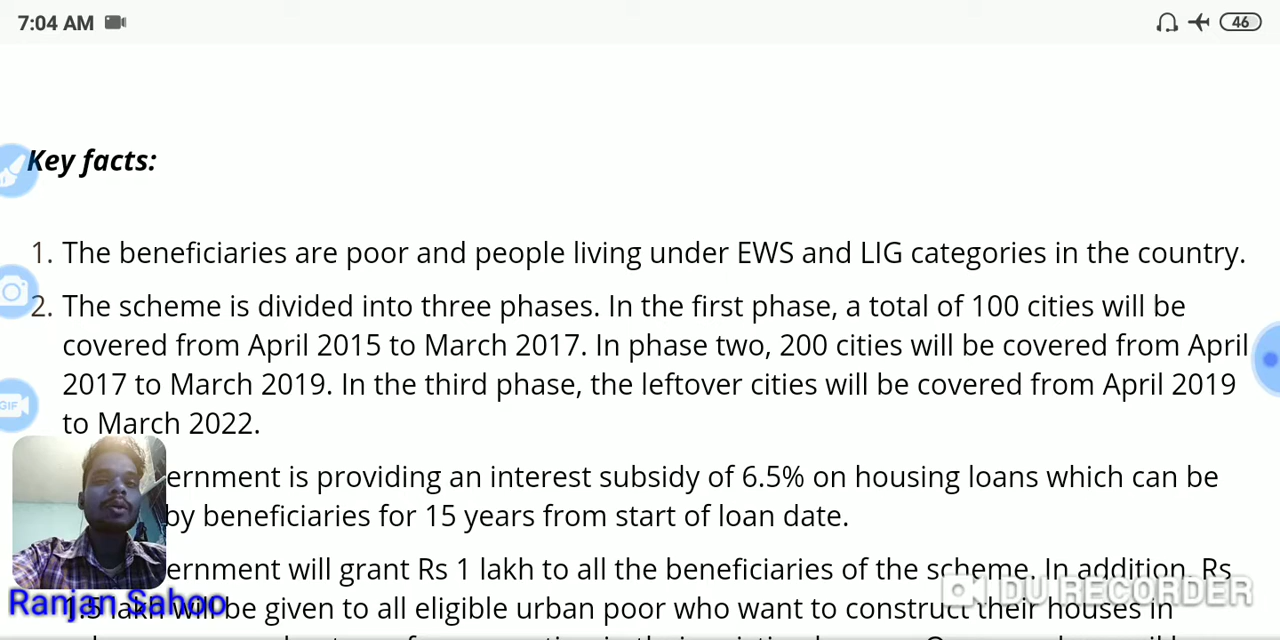 7:04 AM
46
Key facts:
1. The beneficiaries are poor and people living under EWS and LIG categories in the country.
2. The scheme is divided into three phases. In the first phase, a total of 100 cities will be
covered from April 2015 to March 2017. In phase two, 200 cities will be covered from April
2017 to March 2019. In the third phase, the leftover cities will be covered from April 2019
GIF
to March 2022.
ernment is providing an interest subsidy of 6.5% on housing loans which can be
by beneficiaries for 15 years from start of loan date.
ernment will grant Rs 1 lakh to all the beneficiaries of the scheme. In addition, Rs
DU RECORDER
Ranjan Sahoo
1.5 lakh will be given to all eligible urban poor who want to construct their houses in